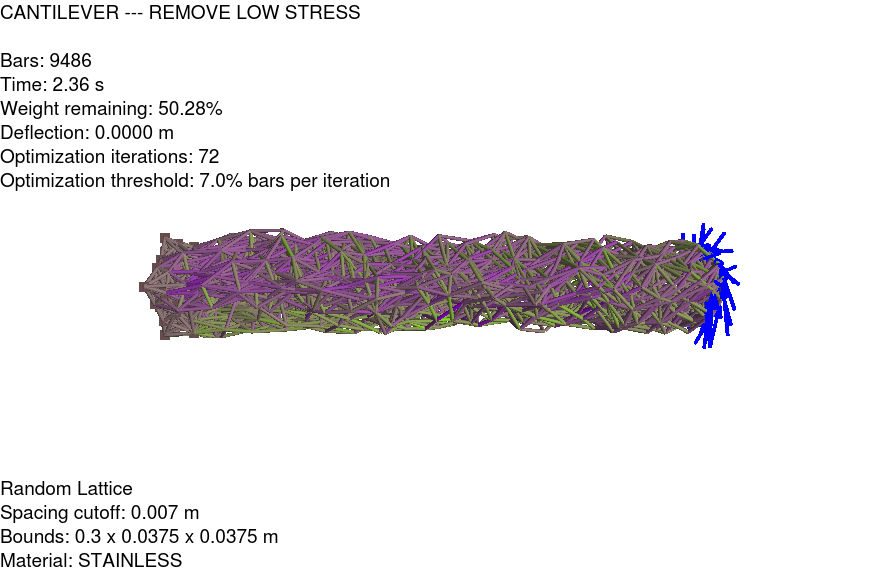 CANTILEVER --- REMOVE LOW STRESS
Bars: 9486
Time: 2.36 s
Weight remaining: 50.28%
Deflection: 0.0000 m
Optimization iterations: 72
Optimization threshold: 7.0% bars per iteration
Random Lattice
Spacing cutoff: 0.007 m
Bounds: 0.3 x 0.0375 x 0.0375 m
Material: STAINLESS